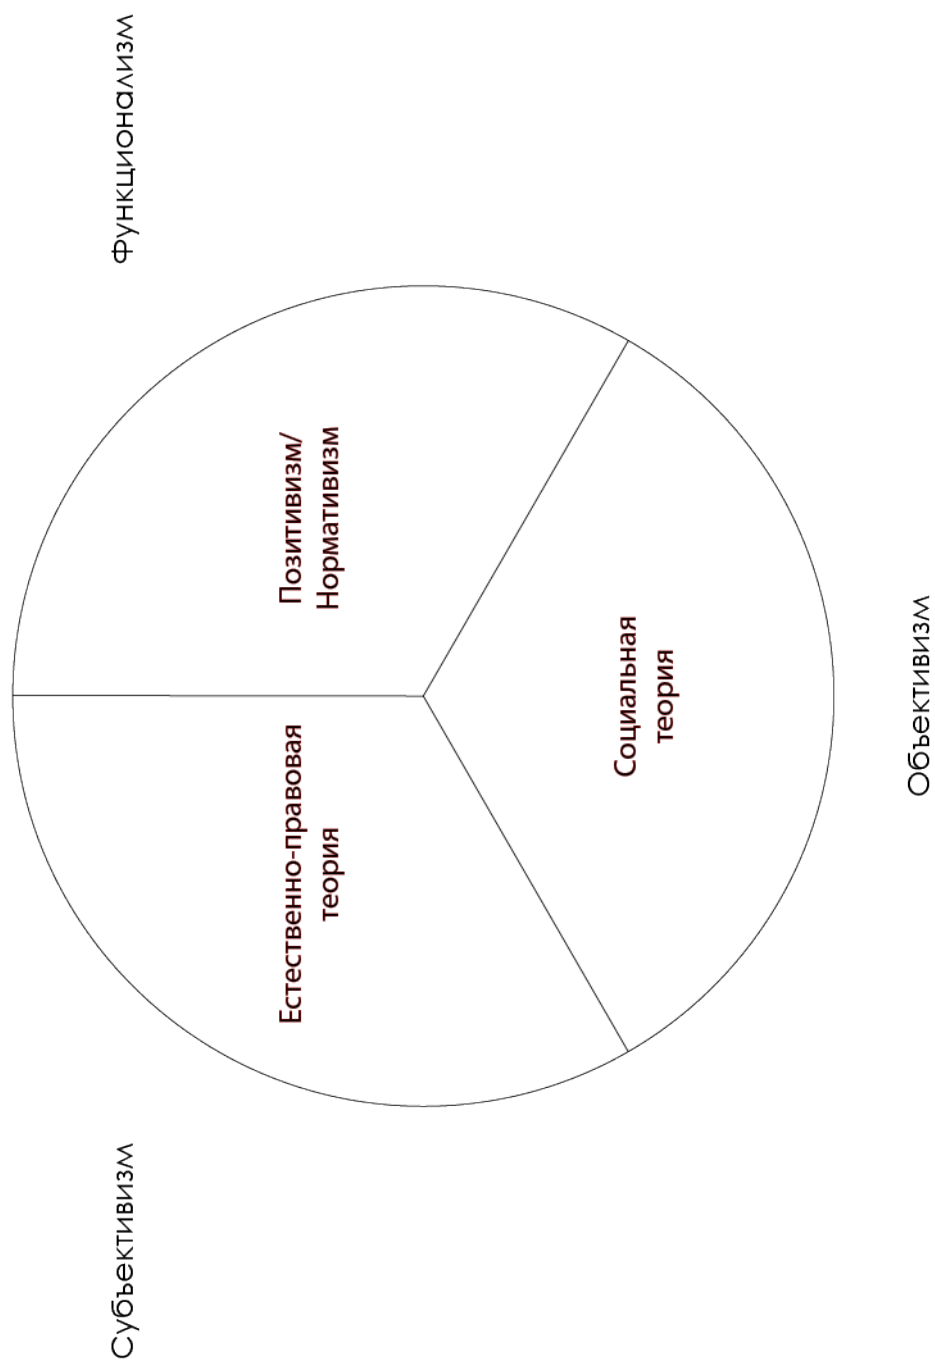 Субъективизм
Функционализм
Естественно-правовая
теория
Позитивизм/
Нормативизм
Социальная
теория
Объективизм